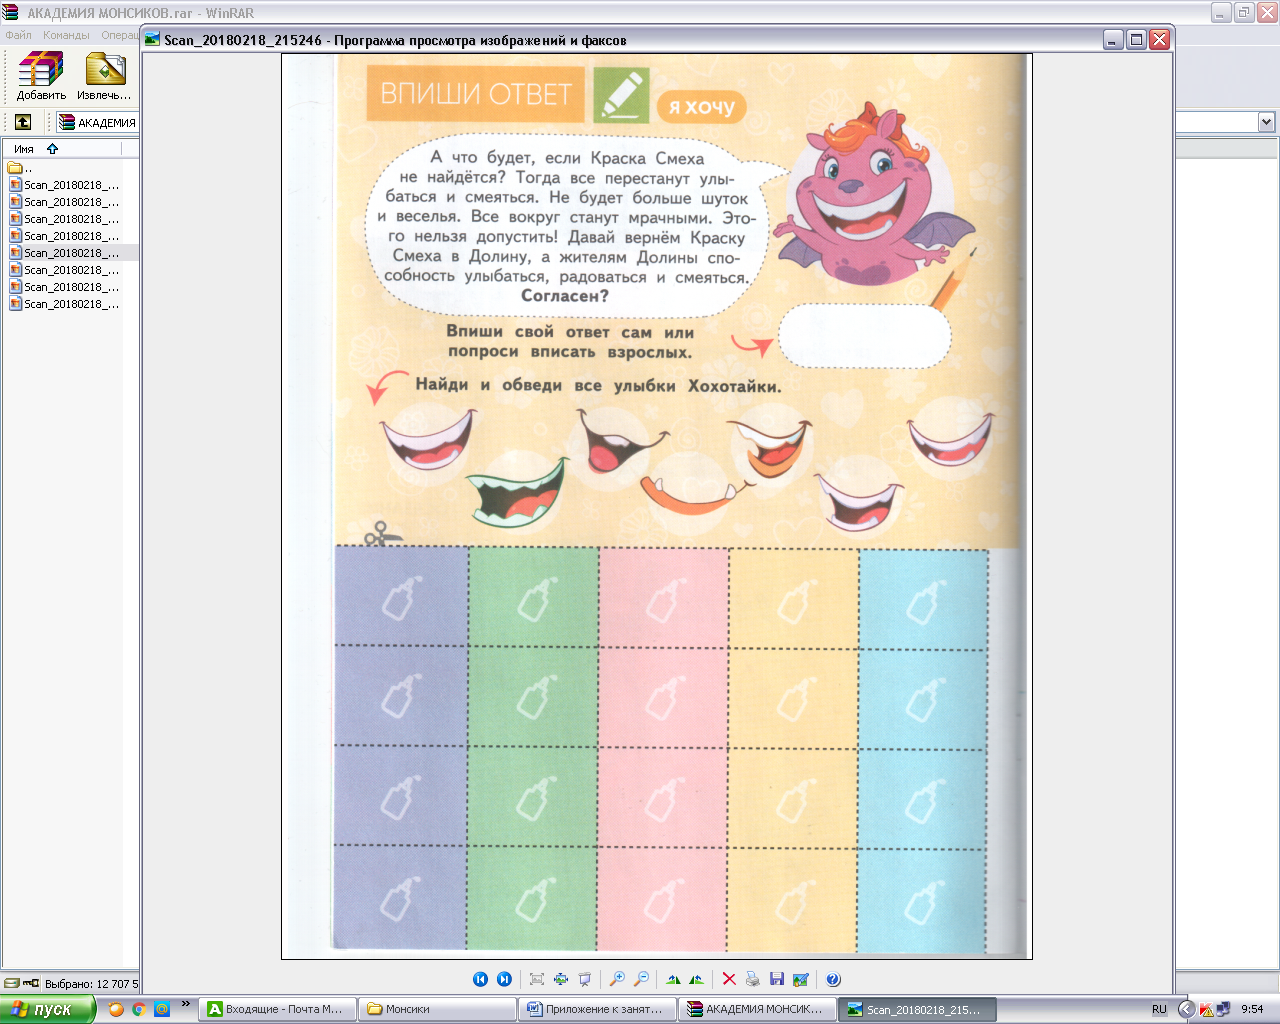 АКАДЕМИЯ МОНСИКОВ.rar - WinRAR
Файл Команды Операц
Добавить Извлечь...
АКАДЕМИЯ
Имя
..
Scan_20180218_...
Scan_20180218_...
Scan_20180218_...
Scan_20180218_...
Scan_20180218_...
Scan_20180218_...
Scan_20180218_...
Scan_20180218_...
Выбрано: 12 707 5
Scan_20180218_215246 - Программа просмотра изображений и факсов
ВПИШИ ОТВЕТ
я хочу
А что будет, если Краска Смеха
не найдётся? Тогда все перестанут улы-
баться и смеяться. Не будет больше шуток
и веселья. Все вокруг станут мрачными. Это-
го нельзя допустить! Давай вернём Краску
Смеха в Долину, а жителям Долины спо-
собность улыбаться, радоваться и смеяться.
Согласен?
Впиши свой ответ сам или
попроси вписать взрослых.
Найди и обведи все улыбки Хохотайки.
пуск
Входящие - Почта М...
Монсики
Приложение к занят...
АКАДЕМИЯ МОНСИК...
Scan_20180218_215...
RU
9:54